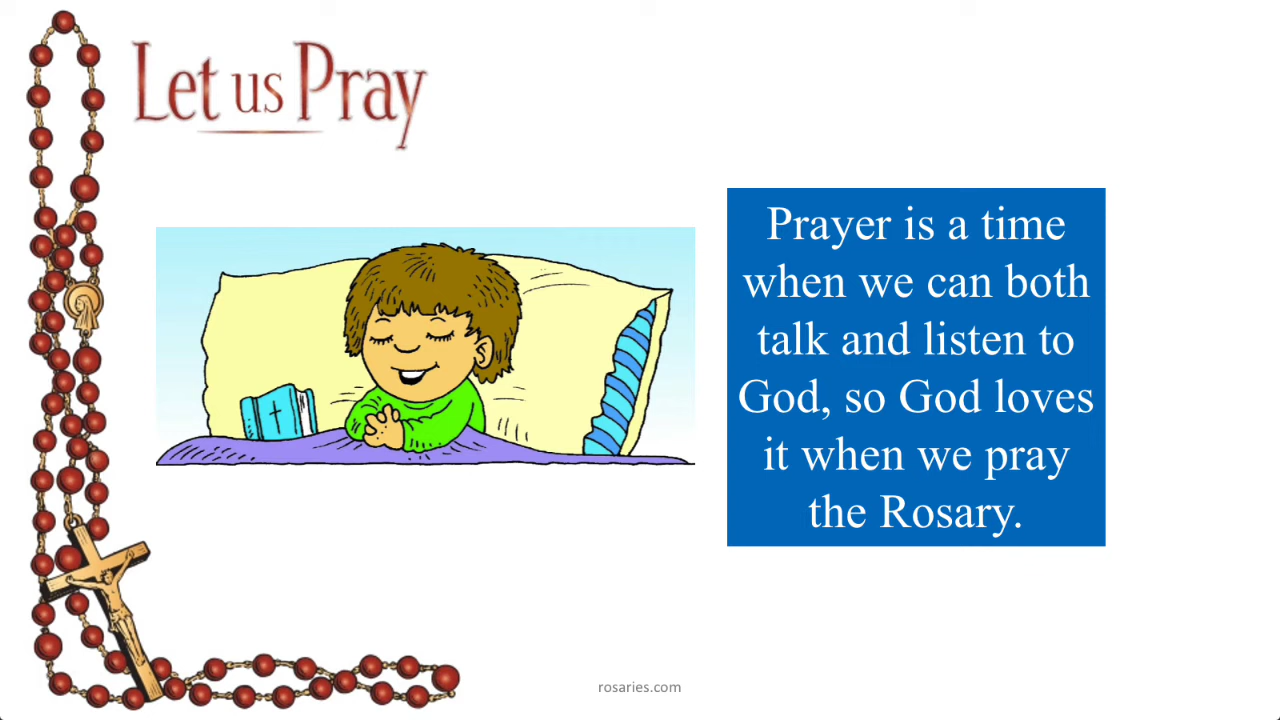 Let us Pray
Prayer is a time
when we can both
talk and listen to
God, so God loves
it when we pray
the Rosary.
rosaries.com